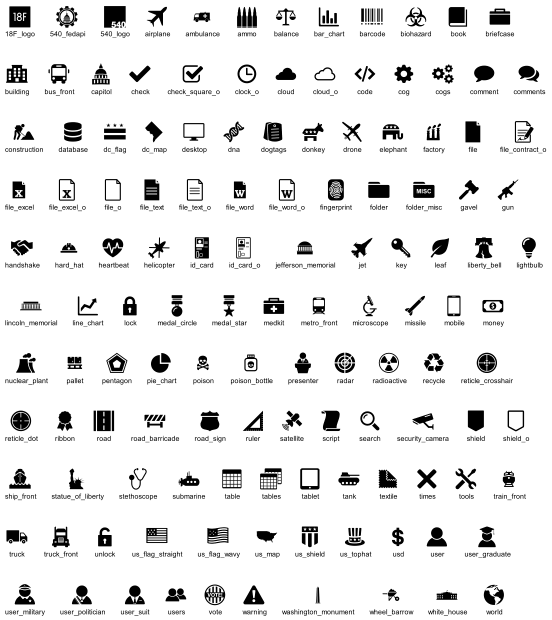 18F
540
18F_logo 540_fedapi 540_logo airplane ambulance ammo balance bar_chart barcode biohazard book briefcase
building bus_front capitol check check_square_o clock_o cloud cloud_o code cog cogs comment comments
construction database dc_flag dc_map desktop dna dogtags donkey drone elephant factory file file_contract_o
X X W W MISC
file_excel file_excel_o file_o file_text file_text_o file_word file_word_o fingerprint folder folder_misc gavel gun
handshake hard_hat heartbeat helicopter id_card id_card_o jefferson_memorial jet key leaf liberty_bell lightbulb
lincoln_memorial line_chart lock medal_circle medal_star medkit metro_front microscope missile mobile money
nuclear_plant pallet pentagon pie_chart poison poison_bottle presenter radar radioactive recycle reticle_crosshair
reticle_dot ribbon road road_barricade road_sign ruler satellite script search security_camera shield shield_o
ship_front statue_of_liberty stethoscope submarine table tables tablet tank textile times tools train_front
$
truck truck_front unlock us_flag_straight us_flag_wavy us_map us_shield us_tophat usd user user_graduate
VOTE
user_military user_politician user_suit users vote warning washington_monument wheel_barrow white_house world